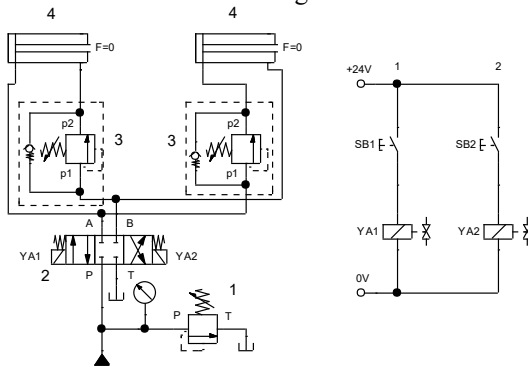 4 4
F=0 F=0
p2 p2
3 3
p1 p1
A B
YA1 YA2
2 P T
1
P T
1 2
+24V
SB1 SB2
YA1 YA2
0V